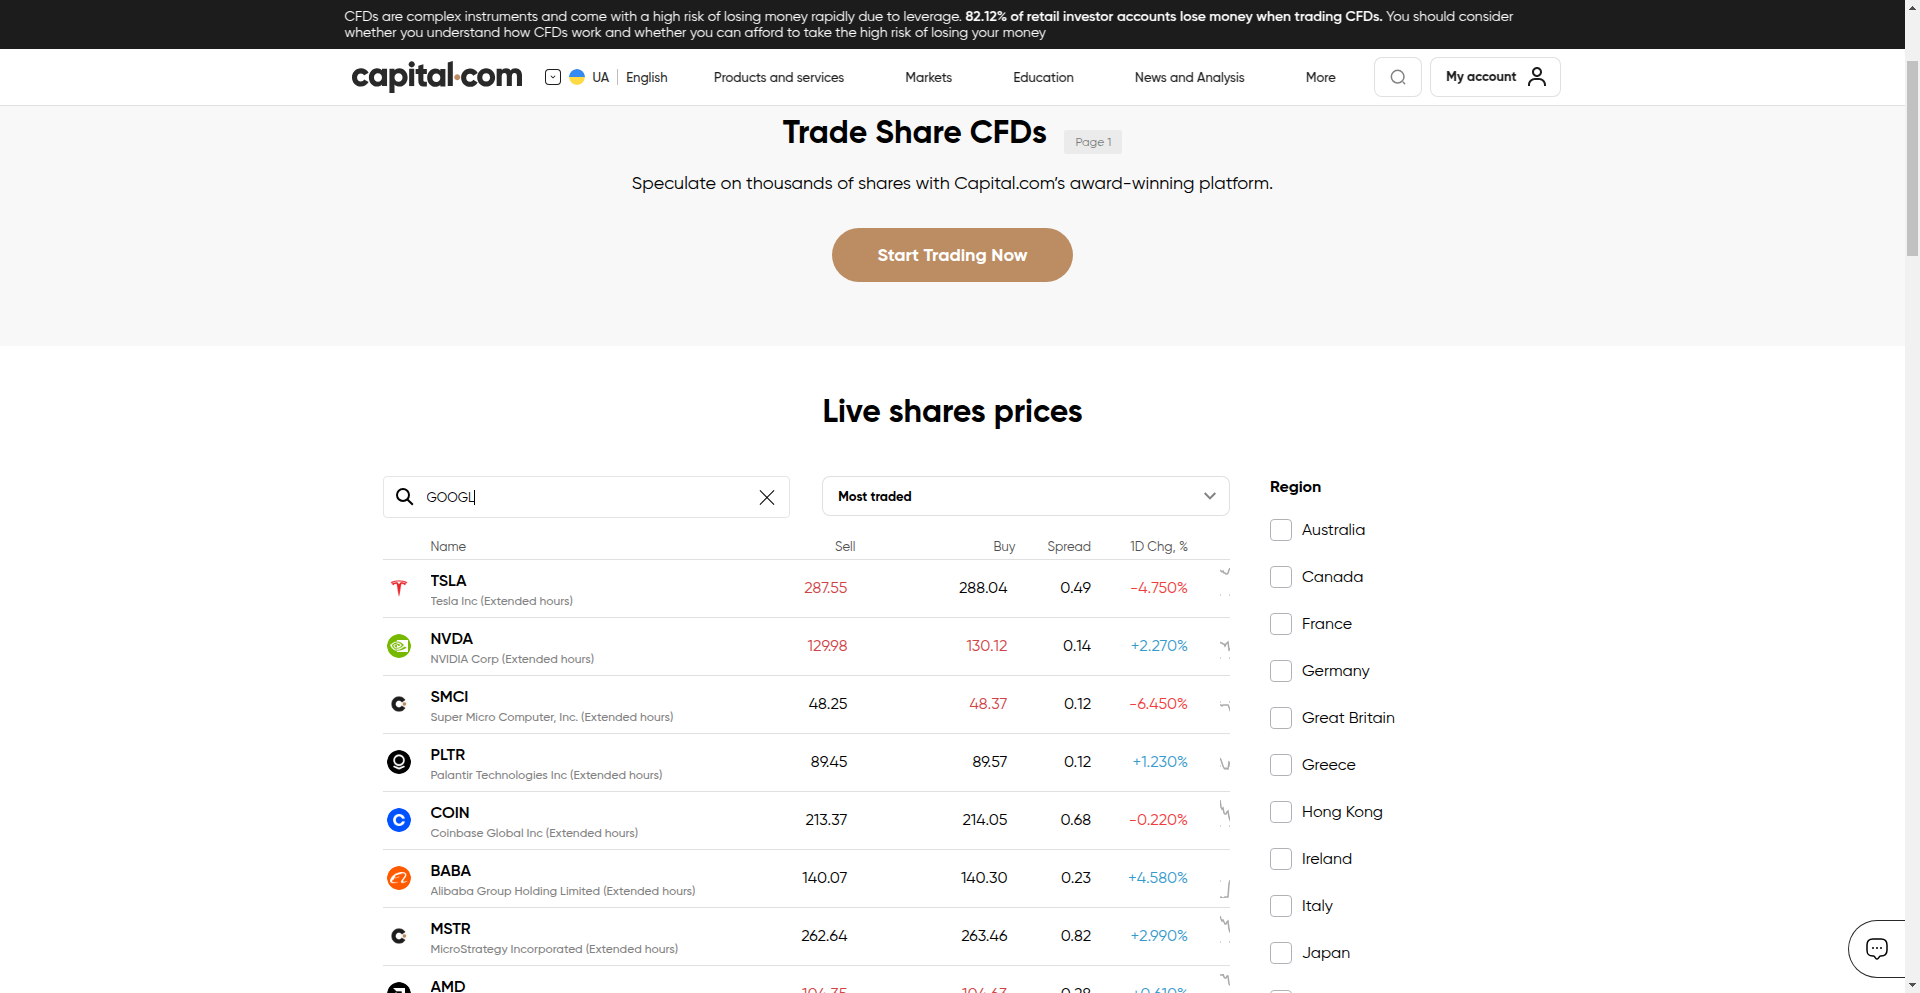 CFDs are complex instruments and come with a high risk of losing money rapidly due to leverage. 82.12% of retail investor accounts lose money when trading CFDs. You should consider
whether you understand how CFDs work and whether you can afford to take the high risk of losing your money
capital.com UA English Products and services Markets Education News and Analysis More My account
Trade Share CFDs Page 1
Speculate on thousands of shares with Capital.com's award-winning platform.
Start Trading Now
Live shares prices
GOOGL Most traded
Name Sell Buy Spread 1D Chg, %
TSLA 287.55 288.04 0.49 -4.750%
Tesla Inc (Extended hours)
NVDA 129.98 130.12 0.14 +2.270%
NVIDIA Corp (Extended hours)
SMCI 48.25 48.37 0.12 -6.450%
Super Micro Computer, Inc. (Extended hours)
PLTR 89.45 89.57 0.12 +1.230%
Palantir Technologies Inc (Extended hours)
COIN 213.37 214.05 0.68 -0.220%
Coinbase Global Inc (Extended hours)
BABA 140.07 140.30 0.23 +4.580%
Alibaba Group Holding Limited (Extended hours)
MSTR 262.64 263.46 0.82 +2.990%
MicroStrategy Incorporated (Extended hours)
AMD
Region
Australia
Canada
France
Germany
Great Britain
Greece
Hong Kong
Ireland
Italy
Japan